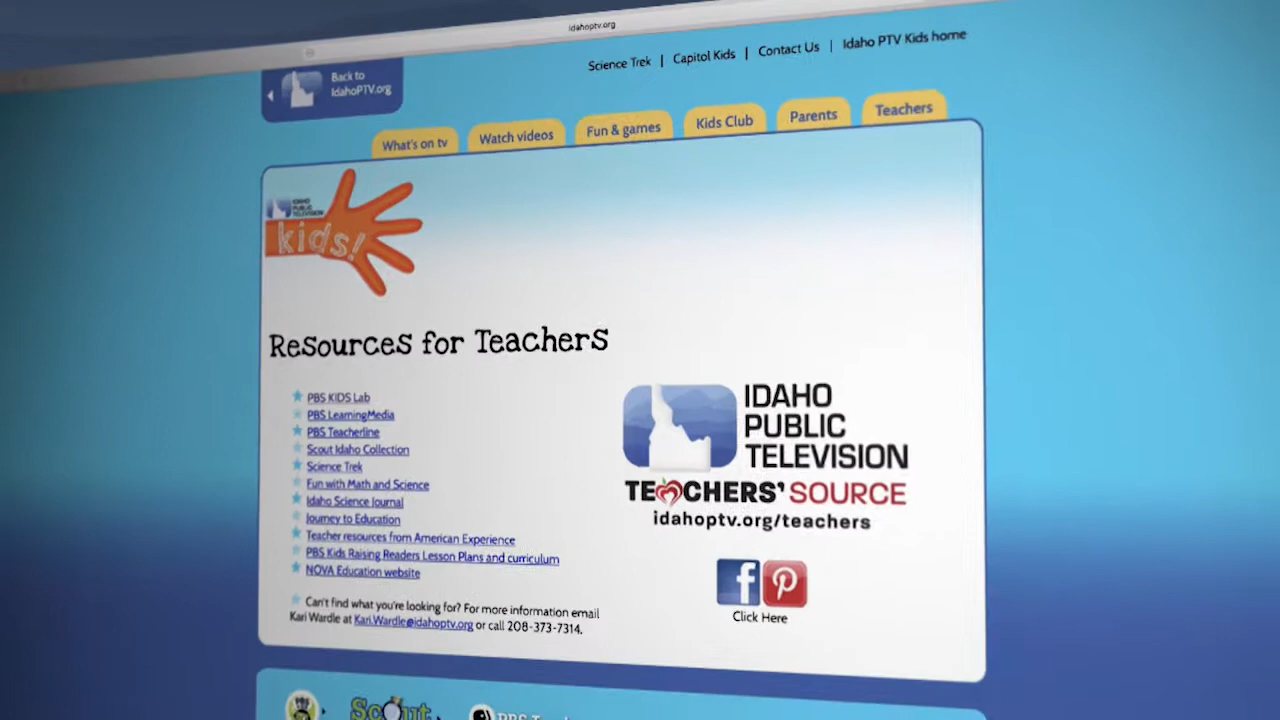 idahoptv.org
Science Trek | Capitol Kids | Contact Us | Idaho PTV Kids home
Back to
IdahoPTV.org
What's on tv
Watch videos
Fun & games
Kids Club
Parents
Teachers
IDAHO
PUBLIC
TELEVISION
kids!
Resources for Teachers
PBS KIDS Lab
PBS LearningMedia
PBS Teacherline
Scout Idaho Collection
Science Trek
Fun with Math and Science
Idaho Science Journal
Journey to Education
Teacher resources from American Experience
PBS Kids Raising Readers Lesson Plans and curriculum
NOVA Education website
Can't find what you're looking for? For more information email
Kari Wardle at Kari.Wardle@idahoptv.org or call 208-373-7314.
IDAHO
PUBLIC
TELEVISION
TEACHERS' SOURCE
idahoptv.org/teachers
Click Here
Scout
PBS